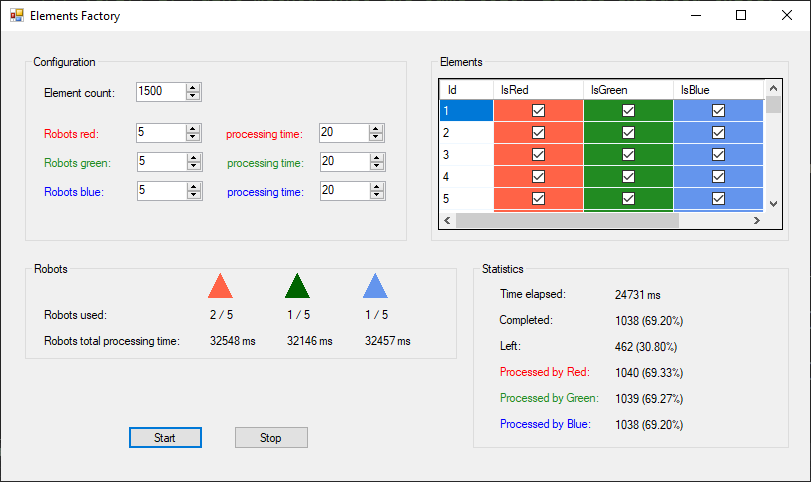 Elements Factory
Configuration
Element count: 1500
Robots red: 5 processing time: 20
Robots green: 5 processing time: 20
Robots blue: 5 processing time: 20
Elements
Id IsRed IsGreen IsBlue
1
2
3
4
5
Robots
Robots used: 2 / 5 1 / 5 1 / 5
Robots total processing time: 32548 ms 32146 ms 32457 ms
Statistics
Time elapsed: 24731 ms
Completed: 1038 (69.20%)
Left: 462 (30.80%)
Processed by Red: 1040 (69.33%)
Processed by Green: 1039 (69.27%)
Processed by Blue: 1038 (69.20%)
Start Stop